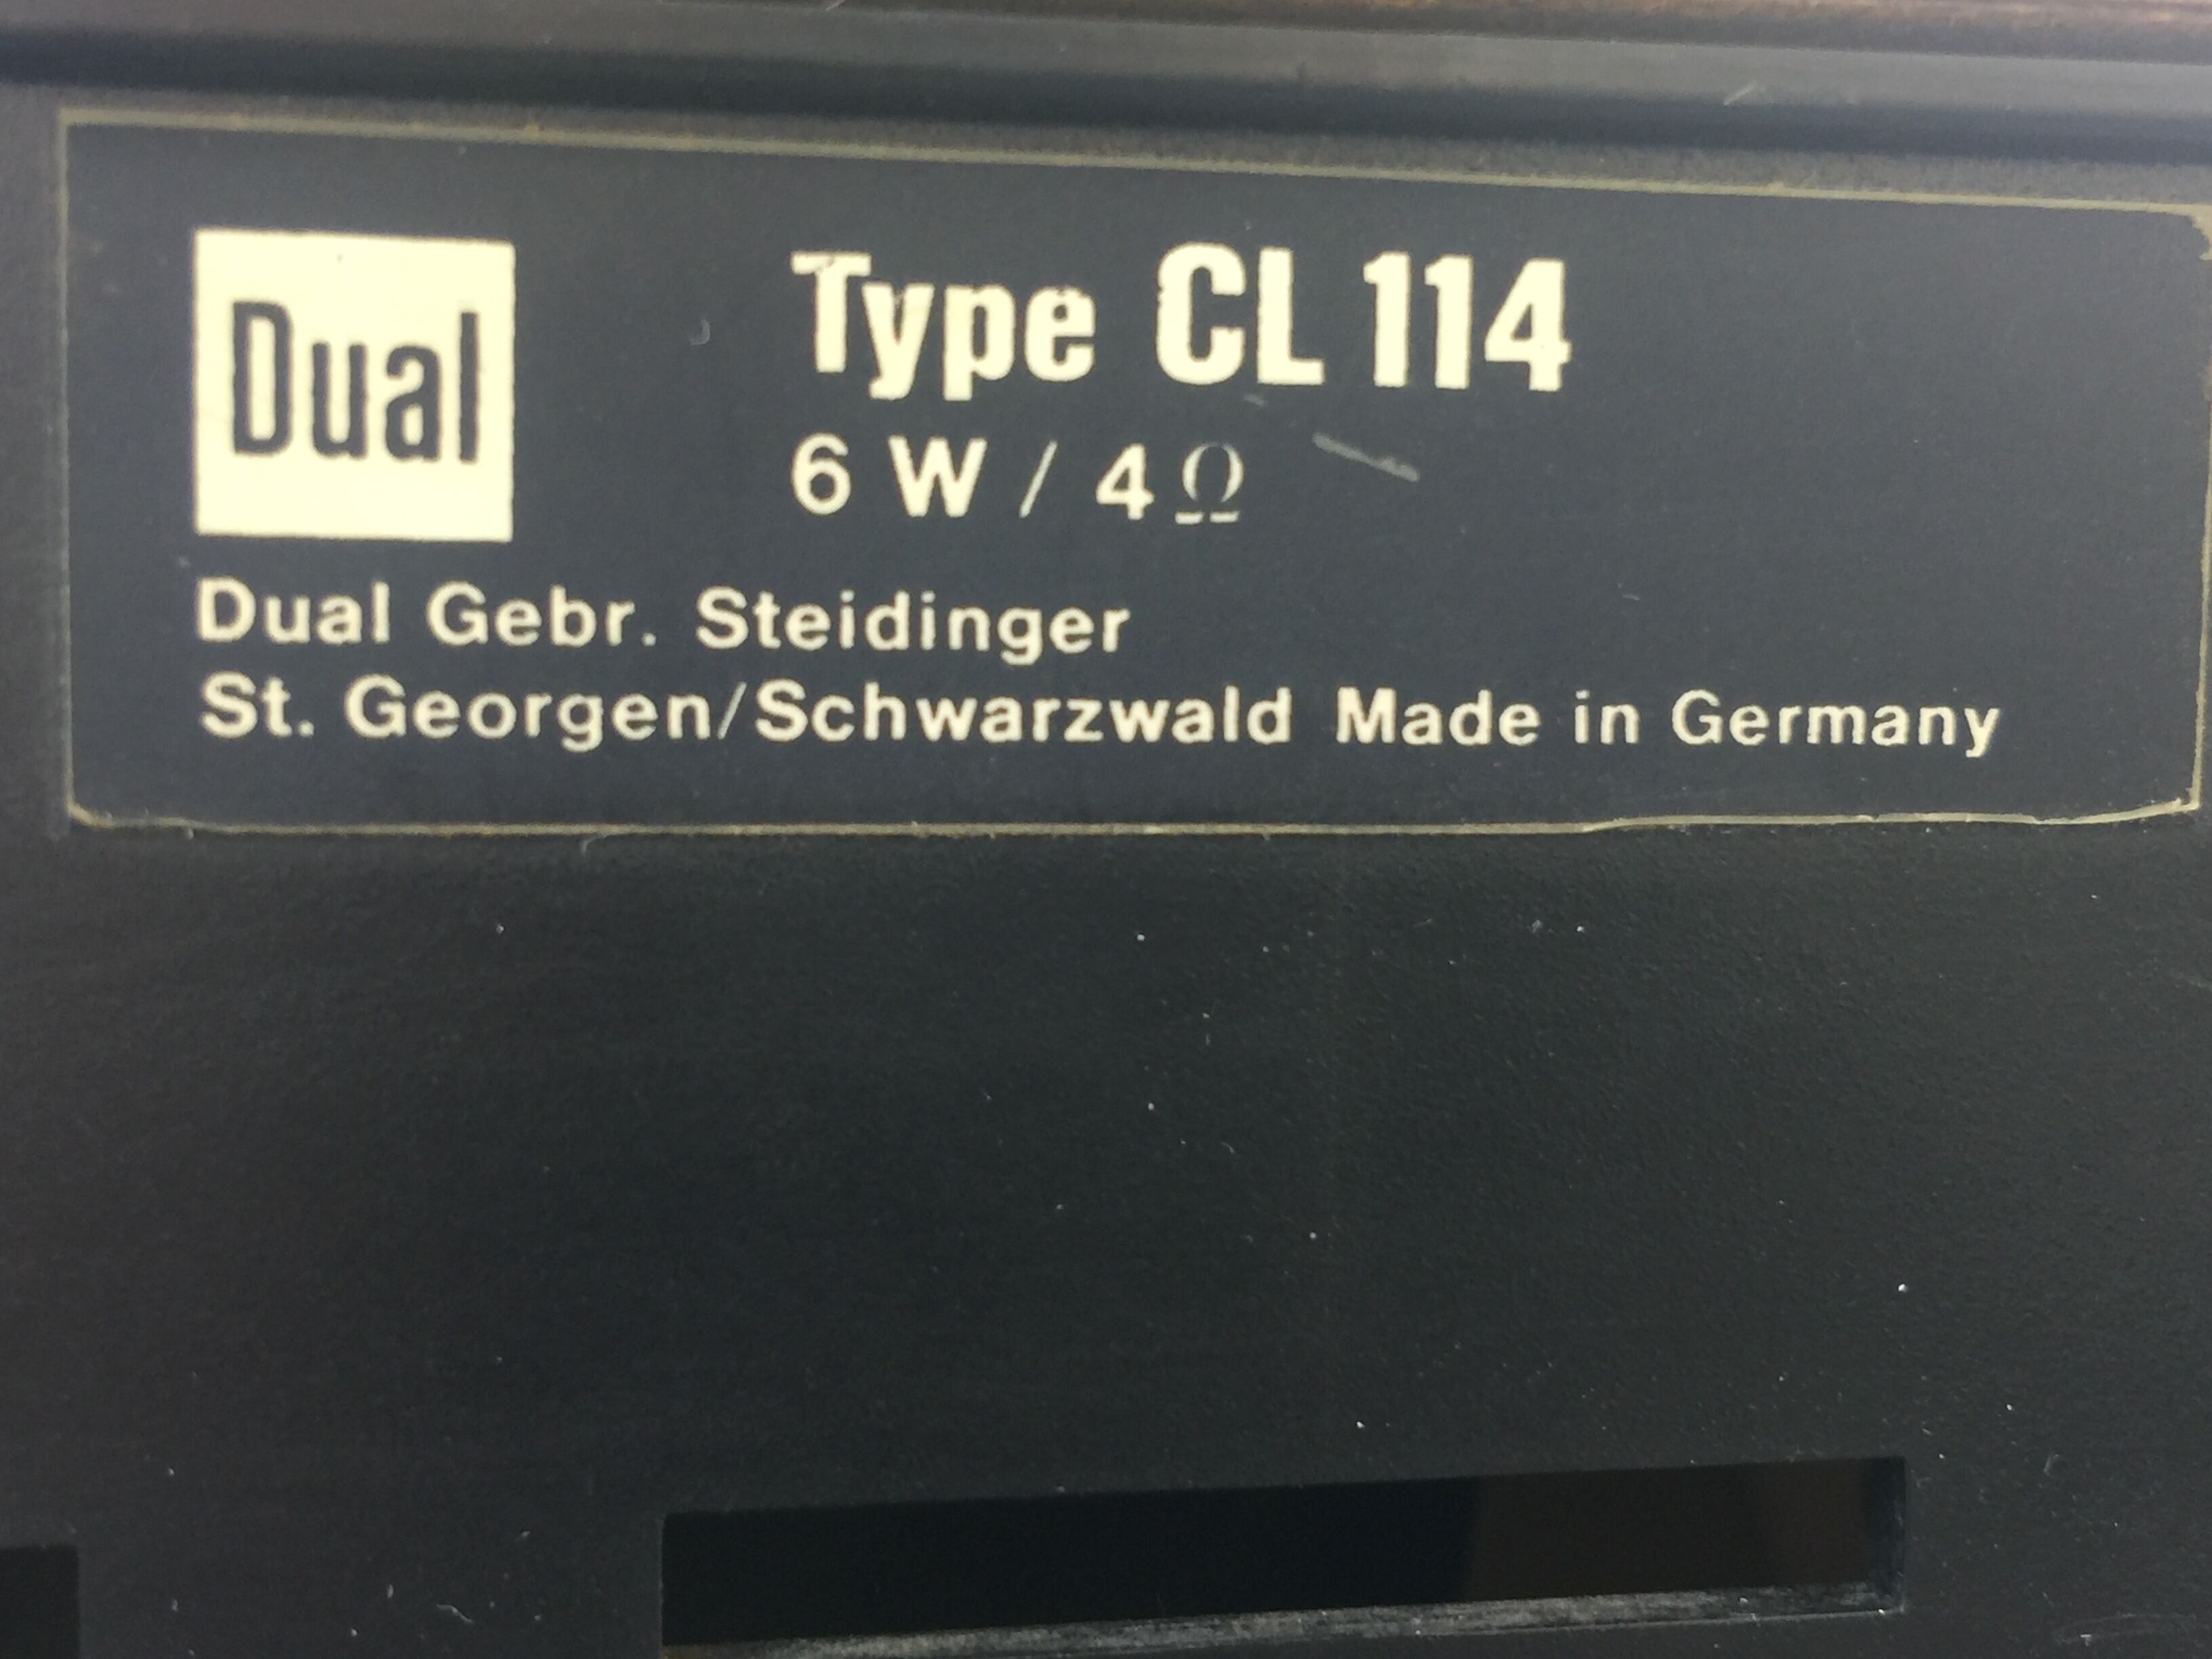 Dual
Type CL 114
6 W / 4 Ω
Dual Gebr. Steidinger
St. Georgen/Schwarzwald Made in Germany